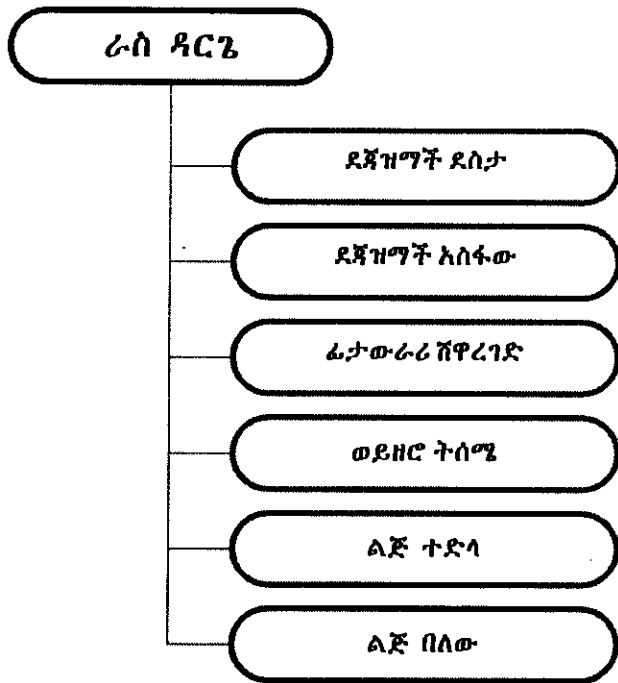 ራስ ዳርጌ
ደጃዝማች ደስታ
ደጃዝማች አስፋው
ፊታውራሪ ሽዋረገድ
ወይዘሮ ትሰሜ
ልጅ ተድላ
ልጅ በለው